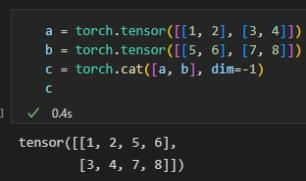 a = torch.tensor([[1, 2], [3, 4]])
b = torch.tensor([[5, 6], [7, 8]])
c = torch.cat([a, b], dim=-1)
c
] ✓ 0.4s
tensor([[1, 2, 5, 6],
        [3, 4, 7, 8]])